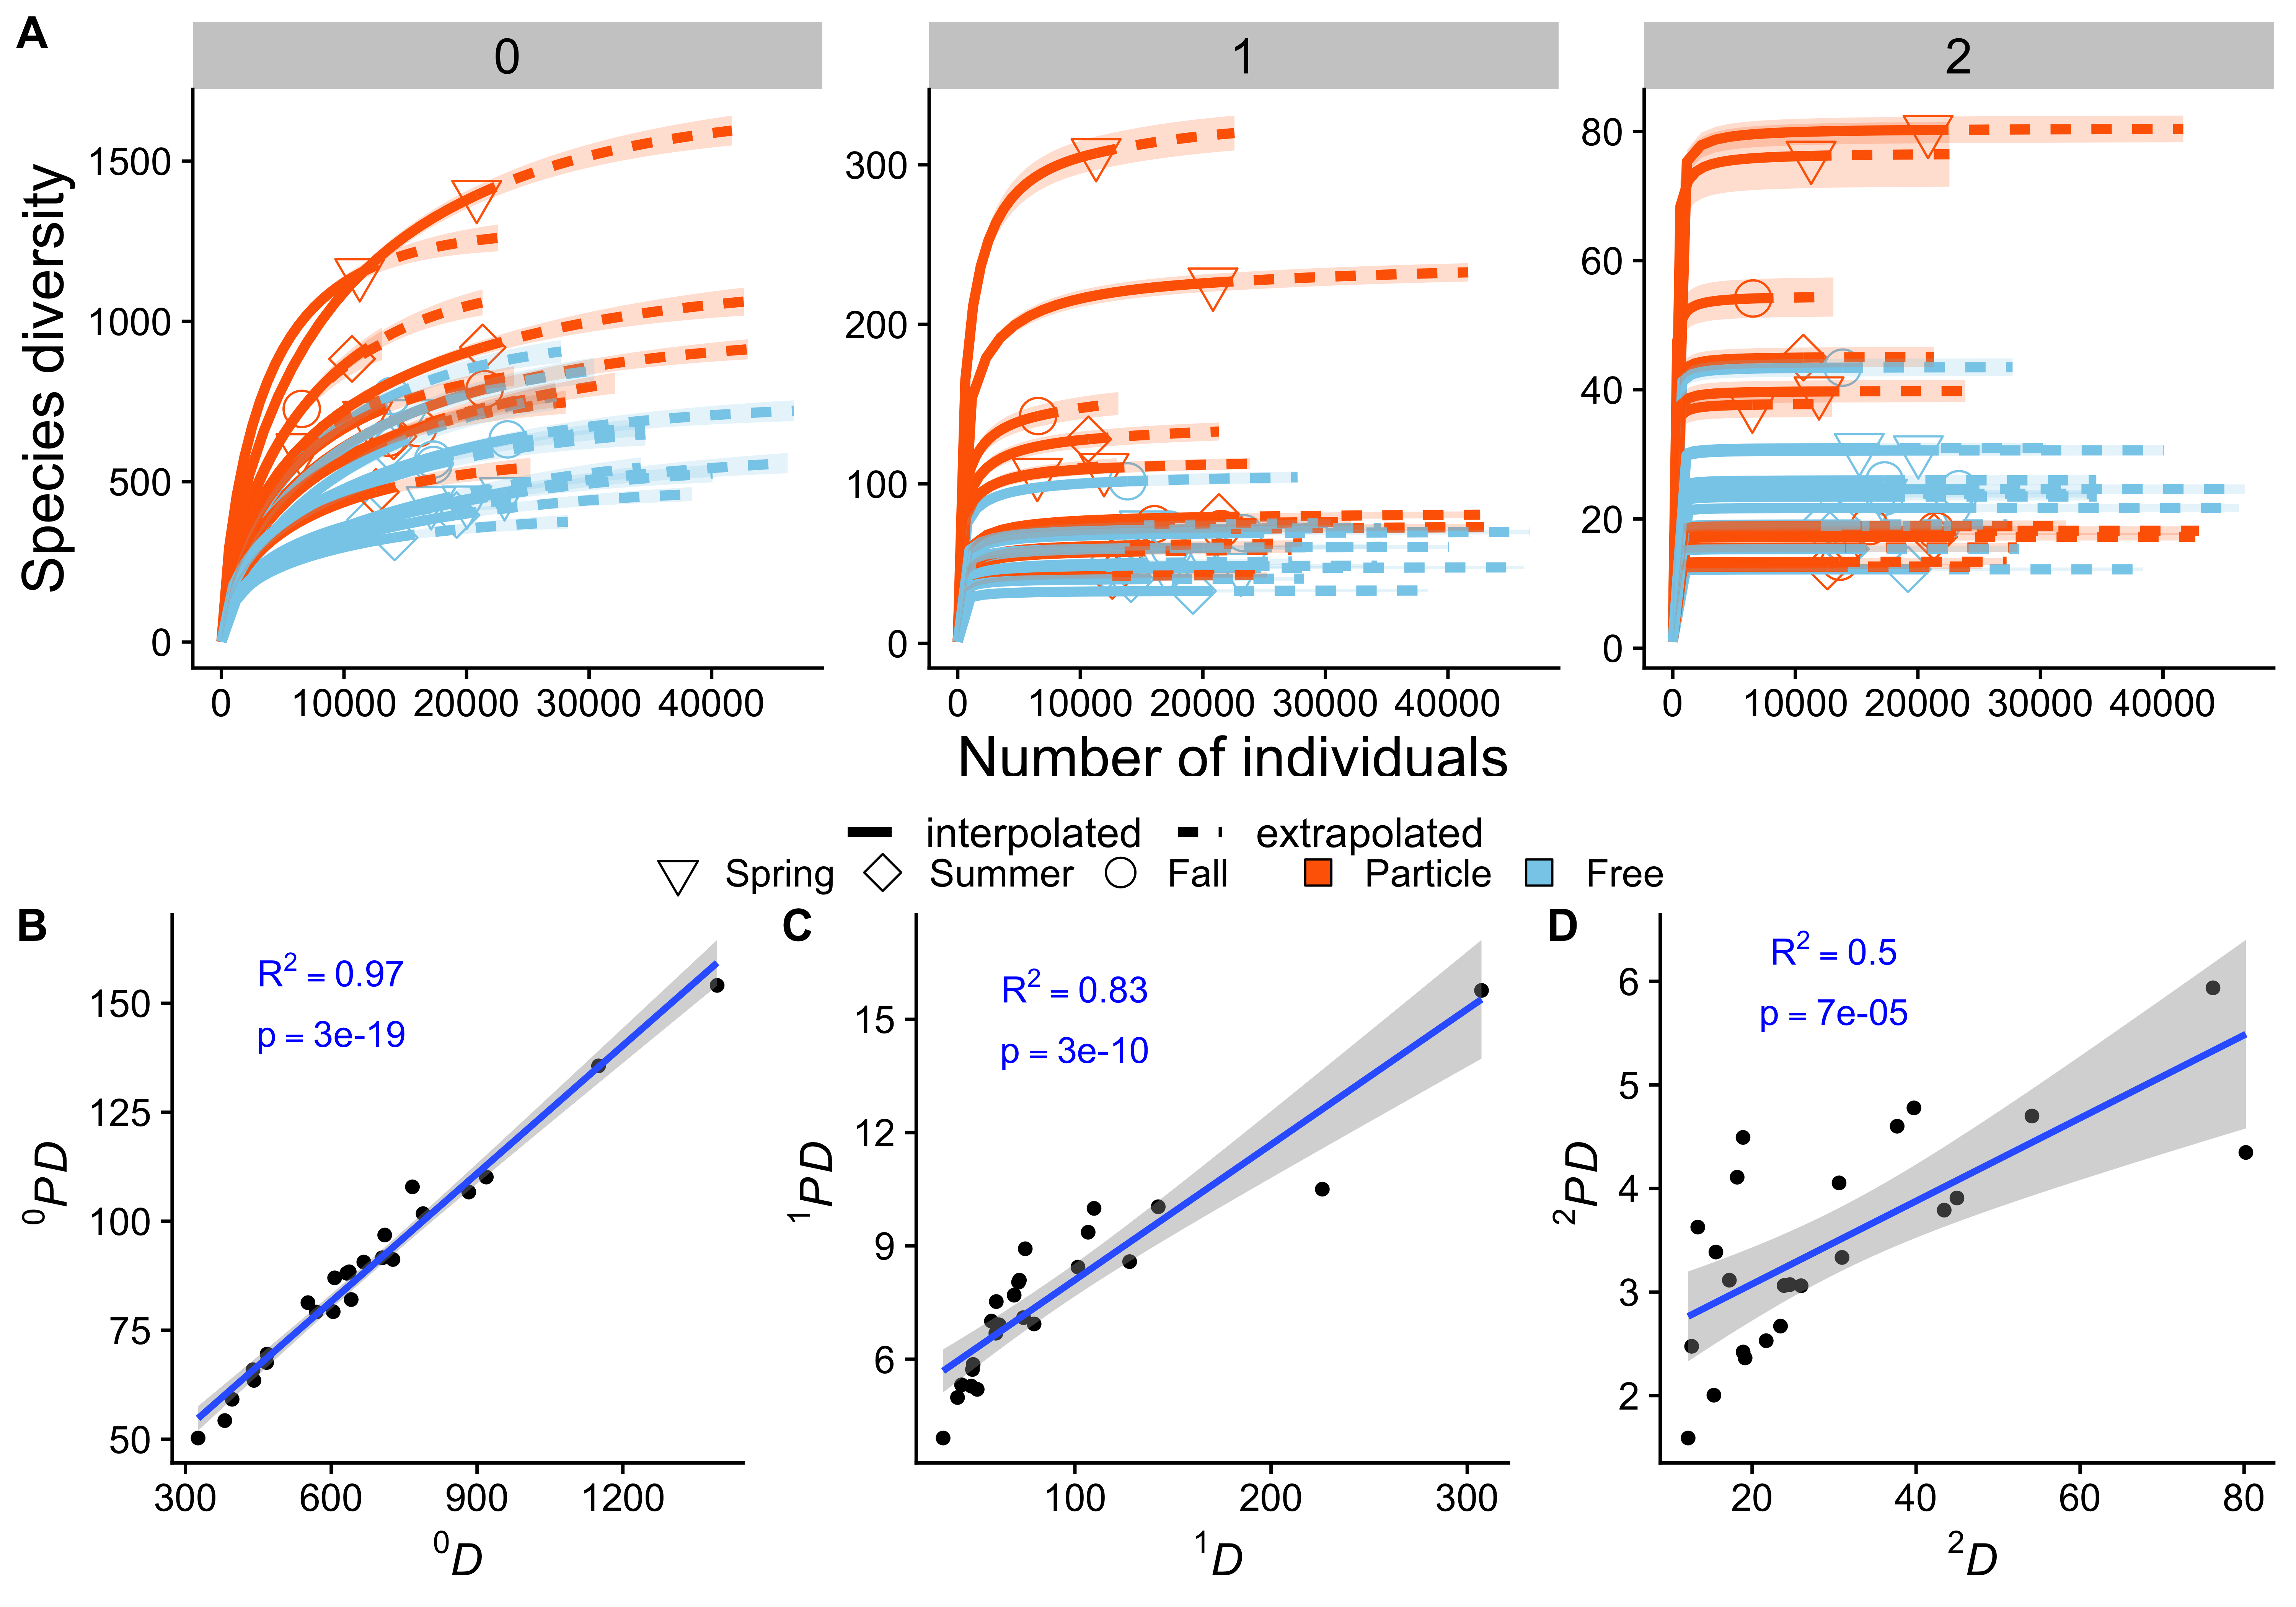 A
0
1
2
Species diversity
1500
1000
500
0
300
200
100
0
80
60
40
20
0
0 10000 20000 30000 40000
0 10000 20000 30000 40000
0 10000 20000 30000 40000
Number of individuals
interpolated extrapolated
Spring Summer Fall Particle Free
B
R² = 0.97
p = 3e-19
⁰PD
150
125
100
75
50
300 600 900 1200
⁰D
C
R² = 0.83
p = 3e-10
¹PD
15
12
9
6
100 200 300
¹D
D
R² = 0.5
p = 7e-05
²PD
6
5
4
3
2
20 40 60 80
²D